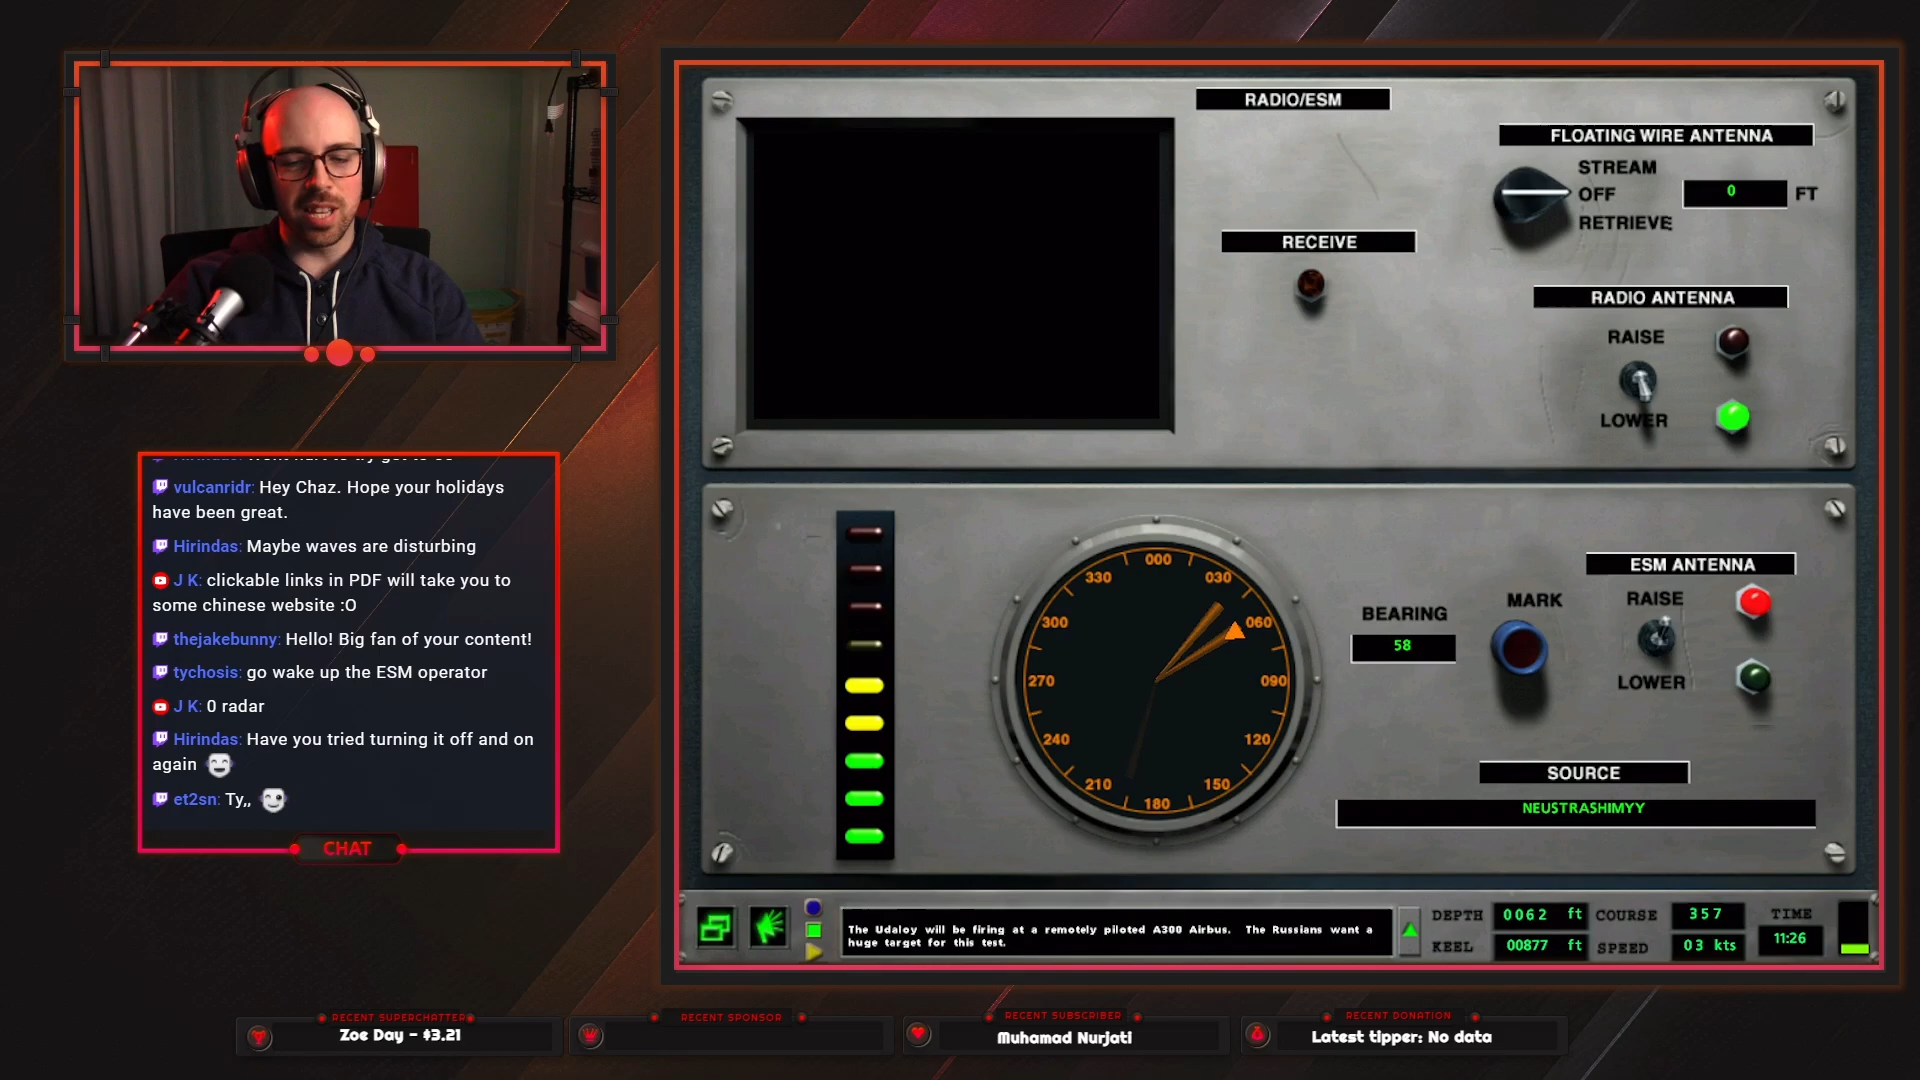 vulcanridr: Hey Chaz. Hope your holidays
have been great.
Hirindas: Maybe waves are disturbing
J K: clickable links in PDF will take you to
some chinese website :O
thejakebunny: Hello! Big fan of your content!
tychosis: go wake up the ESM operator
J K: 0 radar
Hirindas: Have you tried turning it off and on
again
et2sn: Ty,,
CHAT
RADIO/ESM
FLOATING WIRE ANTENNA
STREAM
OFF
RETRIEVE
0 FT
RECEIVE
RADIO ANTENNA
RAISE
LOWER
000
030
060
090
120
150
180
210
240
270
300
330
BEARING
58
MARK
ESM ANTENNA
RAISE
LOWER
SOURCE
NEUSTRASHIMYY
The Udaloy will be firing at a remotely piloted A300 Airbus. The Russians want a
huge target for this test.
DEPTH 0062 ft COURSE 357
KEEL 00877 ft SPEED 03 kts
TIME
11:26
RECENT SUPERCHATTER
Zoe Day - $3.21
RECENT SPONSOR
RECENT SUBSCRIBER
Muhamad Nurjati
RECENT DONATION
Latest tipper: No data